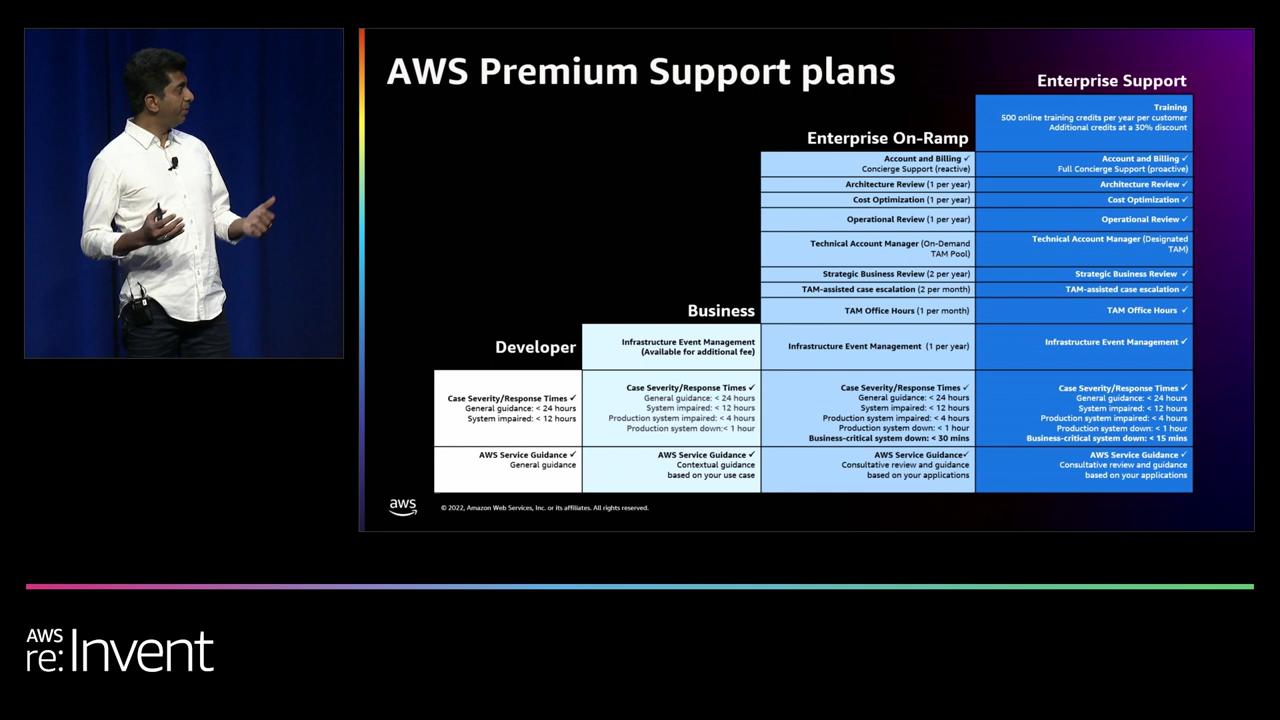 AWS Premium Support plans
Enterprise Support
Training
500 online training credits per year per customer
Additional credits at a 30% discount
Enterprise On-Ramp
Account and Billing ✓
Concierge Support (reactive)
Account and Billing ✓
Full Concierge Support (proactive)
Architecture Review (1 per year)
Architecture Review ✓
Cost Optimization (1 per year)
Cost Optimization ✓
Operational Review (1 per year)
Operational Review ✓
Technical Account Manager (On-Demand
TAM Pool)
Technical Account Manager (Designated
TAM)
Strategic Business Review (2 per year)
Strategic Business Review ✓
TAM-assisted case escalation (2 per month)
TAM-assisted case escalation ✓
Business
TAM Office Hours (1 per month)
TAM Office Hours ✓
Developer
Infrastructure Event Management
(Available for additional fee)
Infrastructure Event Management (1 per year)
Infrastructure Event Management ✓
Case Severity/Response Times ✓
General guidance: < 24 hours
System impaired: < 12 hours
Case Severity/Response Times ✓
General guidance: < 24 hours
System impaired: < 12 hours
Production system impaired: < 4 hours
Production system down:< 1 hour
Case Severity/Response Times ✓
General guidance: < 24 hours
System impaired: < 12 hours
Production system impaired: < 4 hours
Production system down: < 1 hour
Business-critical system down: < 30 mins
Case Severity/Response Times ✓
General guidance: < 24 hours
System impaired: < 12 hours
Production system impaired: < 4 hours
Production system down: < 1 hour
Business-critical system down: < 15 mins
AWS Service Guidance ✓
General guidance
AWS Service Guidance ✓
Contextual guidance
based on your use case
AWS Service Guidance✓
Consultative review and guidance
based on your applications
AWS Service Guidance ✓
Consultative review and guidance
based on your applications
aws
© 2022, Amazon Web Services, Inc. or its affiliates. All rights reserved.
AWS
re:Invent